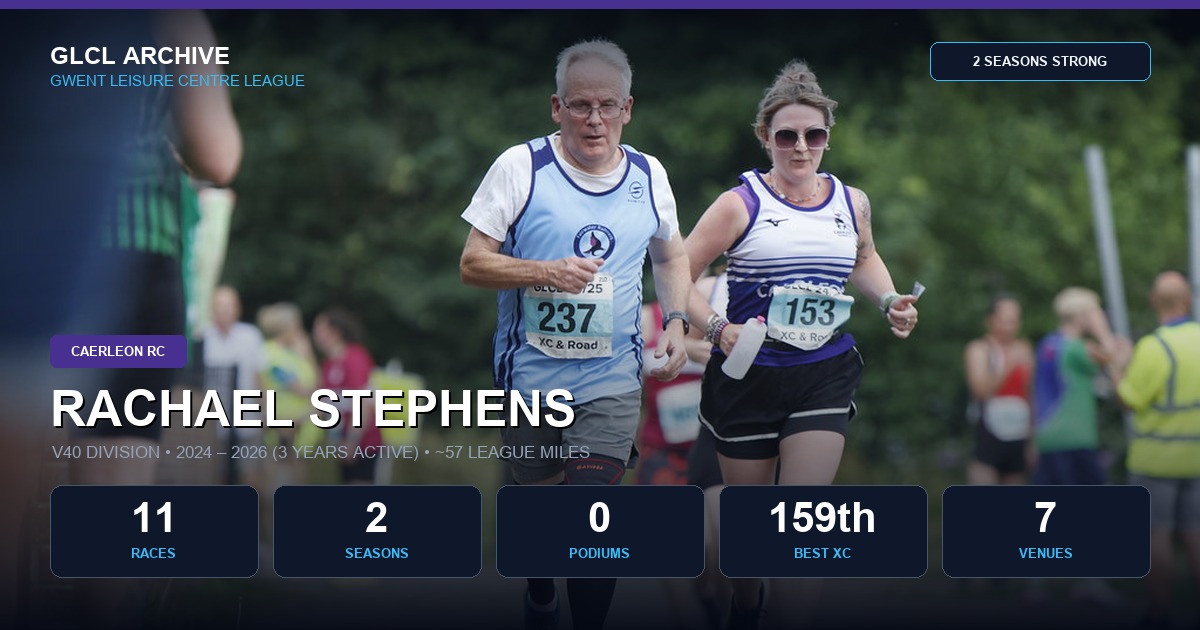 GLCL ARCHIVE
GWENT LEISURE CENTRE LEAGUE
2 SEASONS STRONG
237
XC & Road
153
CAERLEON RC
RACHAEL STEPHENS
V40 DIVISION • 2024 – 2026 (3 YEARS ACTIVE) • ~57 LEAGUE MILES
11
RACES
2
SEASONS
0
PODIUMS
159th
BEST XC
7
VENUES